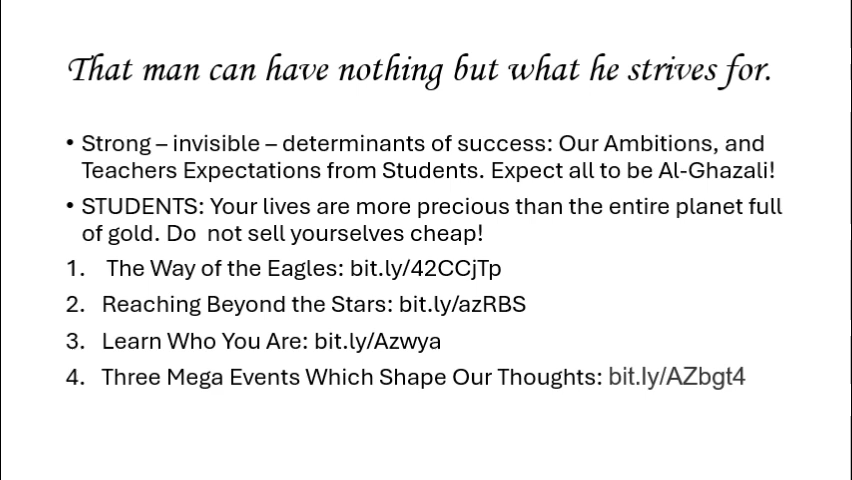 That man can have nothing but what he strives for.
• Strong – invisible – determinants of success: Our Ambitions, and
Teachers Expectations from Students. Expect all to be Al-Ghazali!
• STUDENTS: Your lives are more precious than the entire planet full
of gold. Do  not sell yourselves cheap!
1. The Way of the Eagles: bit.ly/42CCjTp
2. Reaching Beyond the Stars: bit.ly/azRBS
3. Learn Who You Are: bit.ly/Azwya
4. Three Mega Events Which Shape Our Thoughts: bit.ly/AZbgt4